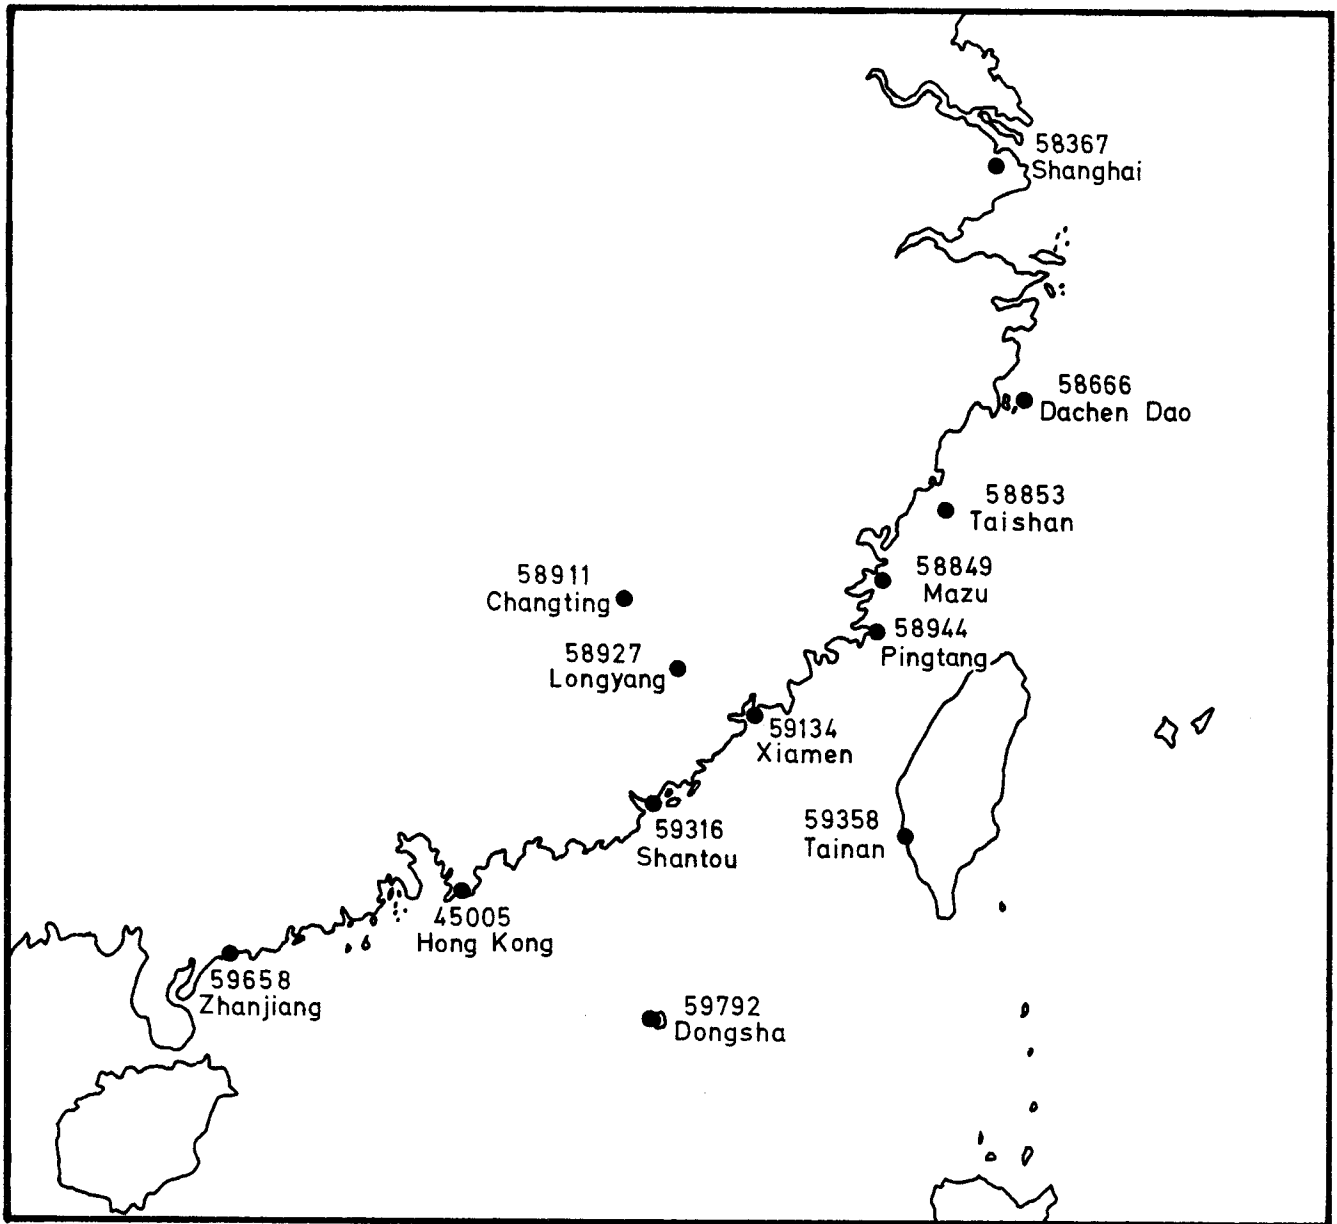 58367
Shanghai
58666
Dachen Dao
58853
Taishan
58911
Changting
58849
Mazu
58944
Pingtang
58927
Longyang
59134
Xiamen
59316
Shantou
59358
Tainan
45005
Hong Kong
59658
Zhanjiang
59792
Dongsha